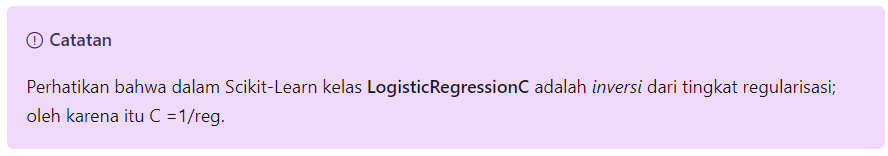 Catatan
Perhatikan bahwa dalam Scikit-Learn kelas LogisticRegressionC adalah inversi dari tingkat regularisasi;
oleh karena itu C =1/reg.